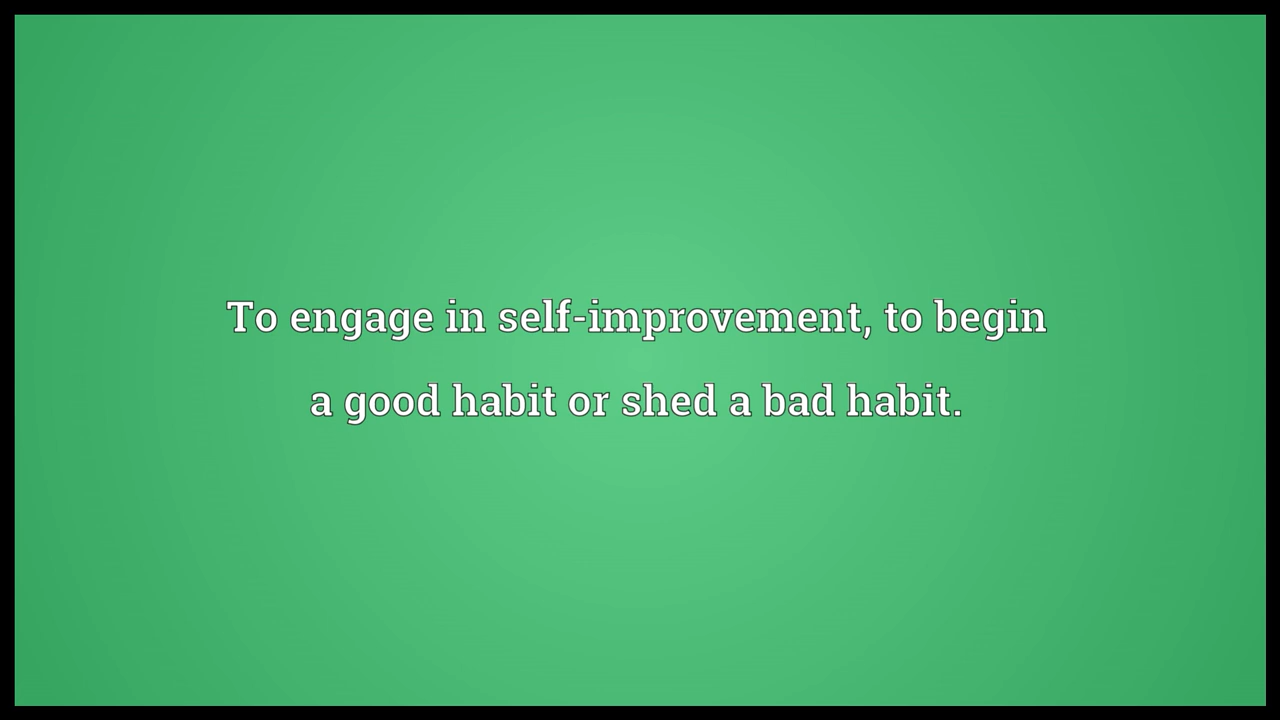 To engage in self-improvement, to begin
a good habit or shed a bad habit.